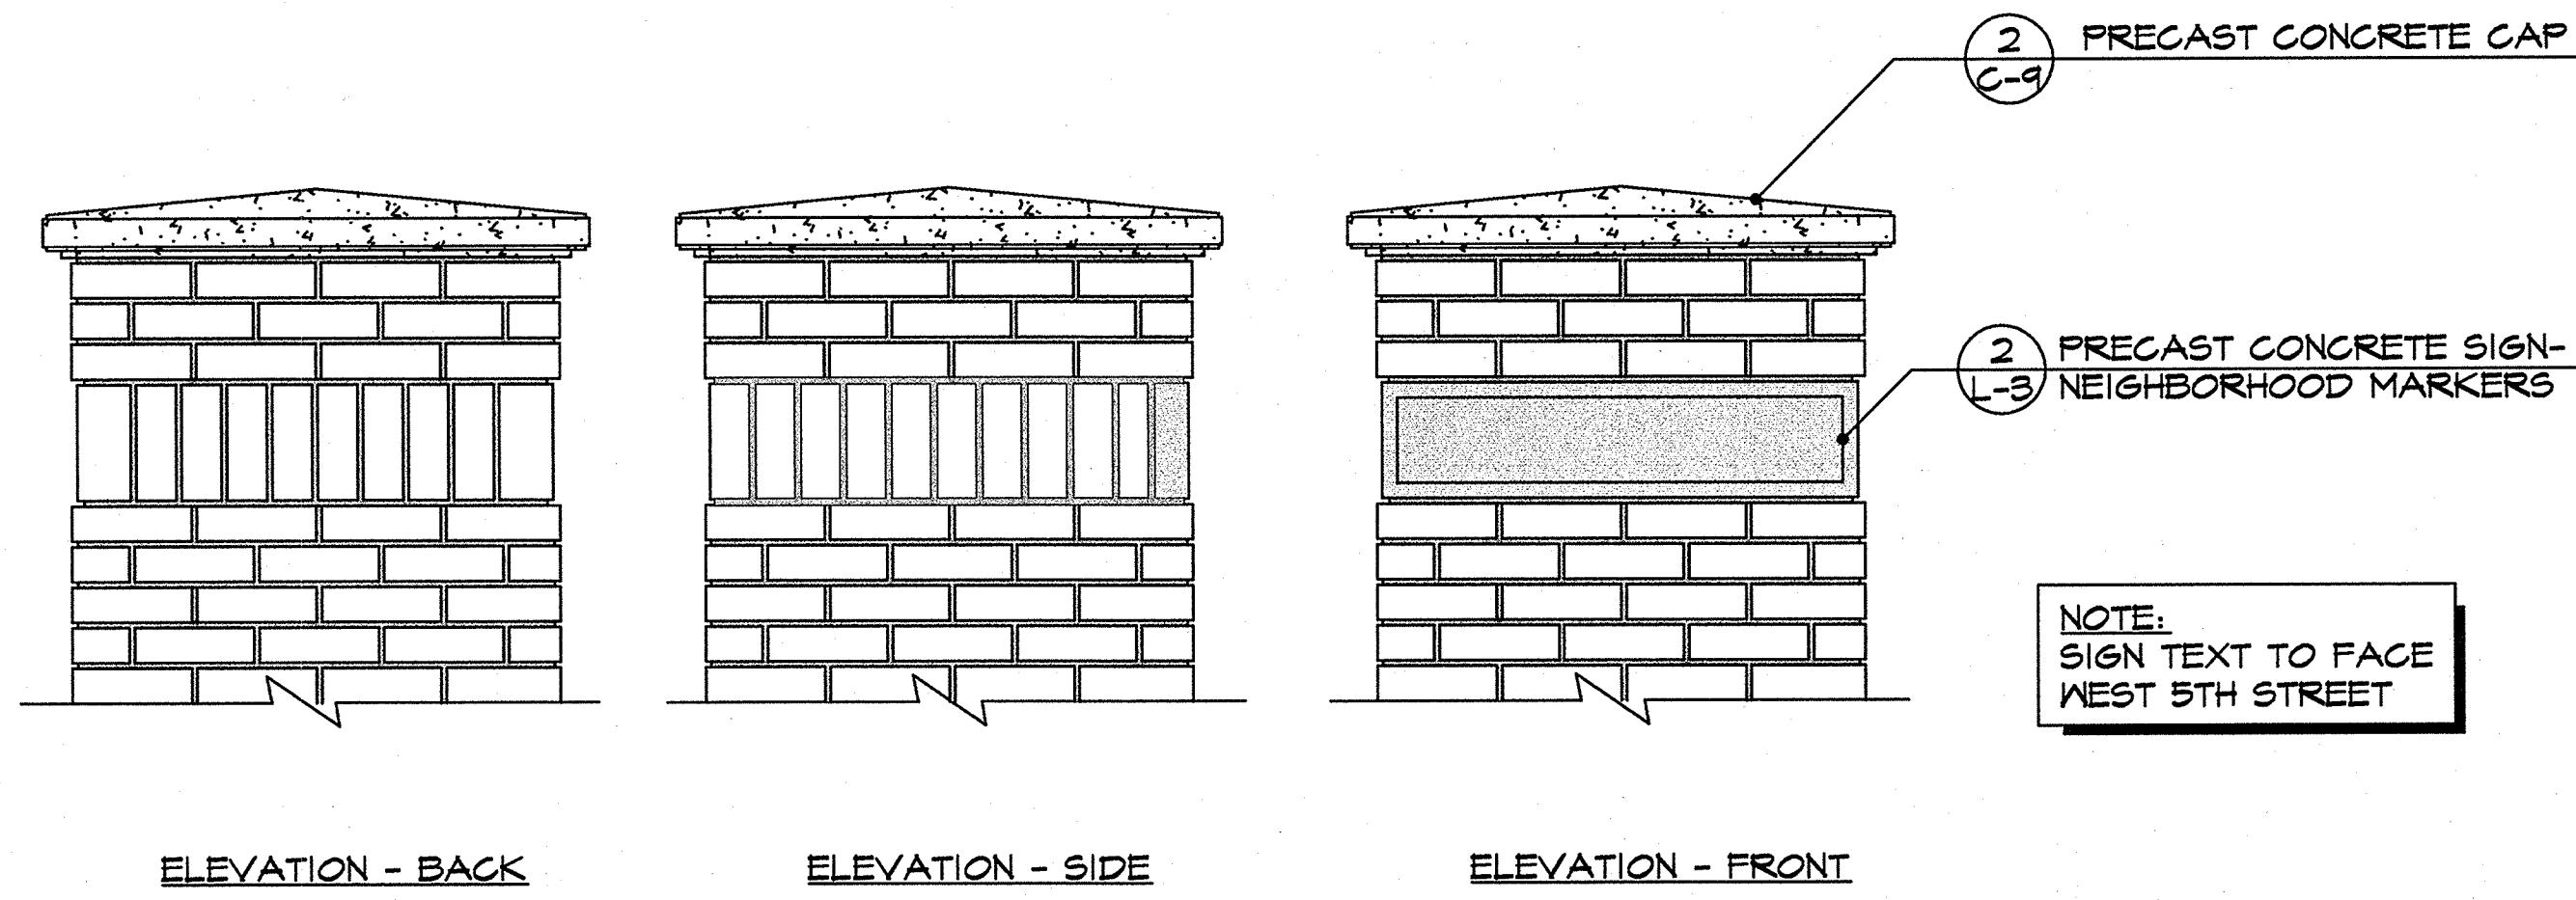 2
C-9
PRECAST CONCRETE CAP
2
L-3
PRECAST CONCRETE SIGN-
NEIGHBORHOOD MARKERS
NOTE:
SIGN TEXT TO FACE
WEST 5TH STREET
ELEVATION - BACK
ELEVATION - SIDE
ELEVATION - FRONT